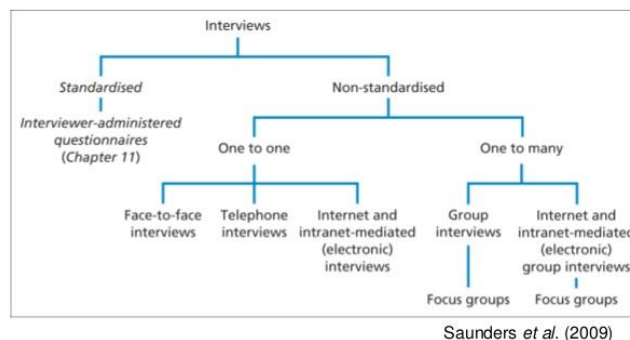 Interviews
Standardised
Non-standardised
Interviewer-administered
questionnaires
(Chapter 11)
One to one
One to many
Face-to-face
interviews
Telephone
interviews
Internet and
intranet-mediated
(electronic)
interviews
Group
interviews
Internet and
intranet-mediated
(electronic)
group interviews
Focus groups
Focus groups
Saunders et al. (2009)